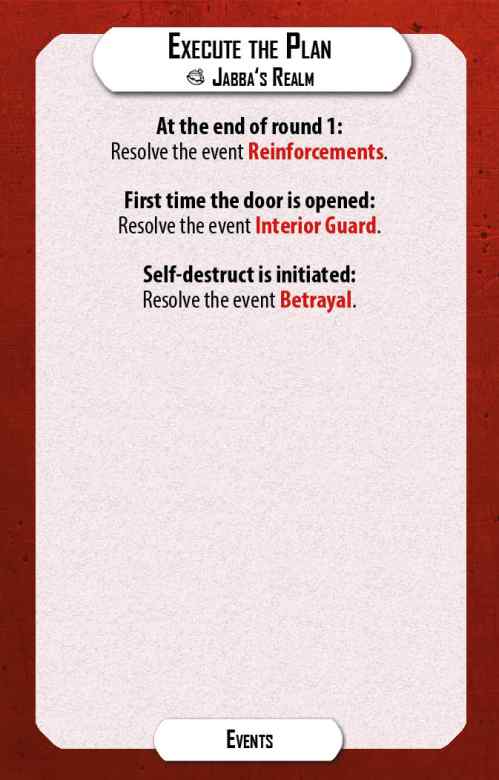 Execute the Plan
Jabba's Realm
At the end of round 1:
Resolve the event Reinforcements.
First time the door is opened:
Resolve the event Interior Guard.
Self-destruct is initiated:
Resolve the event Betrayal.
Events